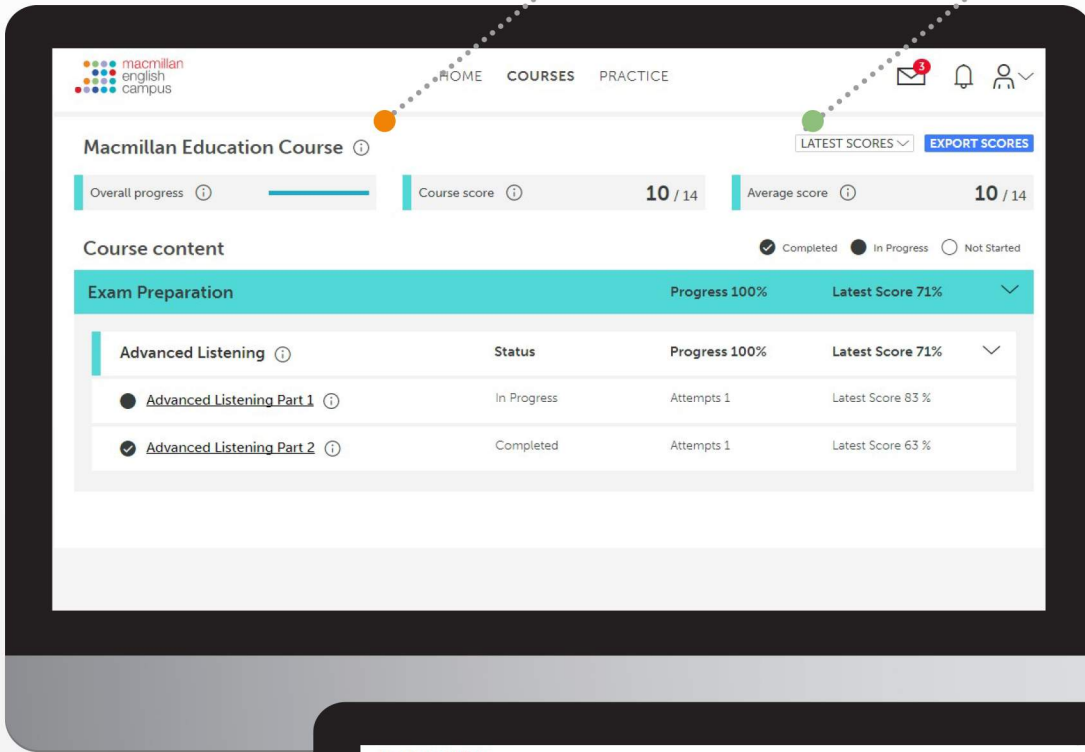 macmillan
english
campus
HOME COURSES PRACTICE
3
Macmillan Education Course
LATEST SCORES EXPORT SCORES
Overall progress Course score 10 / 14 Average score 10 / 14
Course content Completed In Progress Not Started
Exam Preparation Progress 100% Latest Score 71%
Advanced Listening Status Progress 100% Latest Score 71%
Advanced Listening Part 1 In Progress Attempts 1 Latest Score 83 %
Advanced Listening Part 2 Completed Attempts 1 Latest Score 63 %